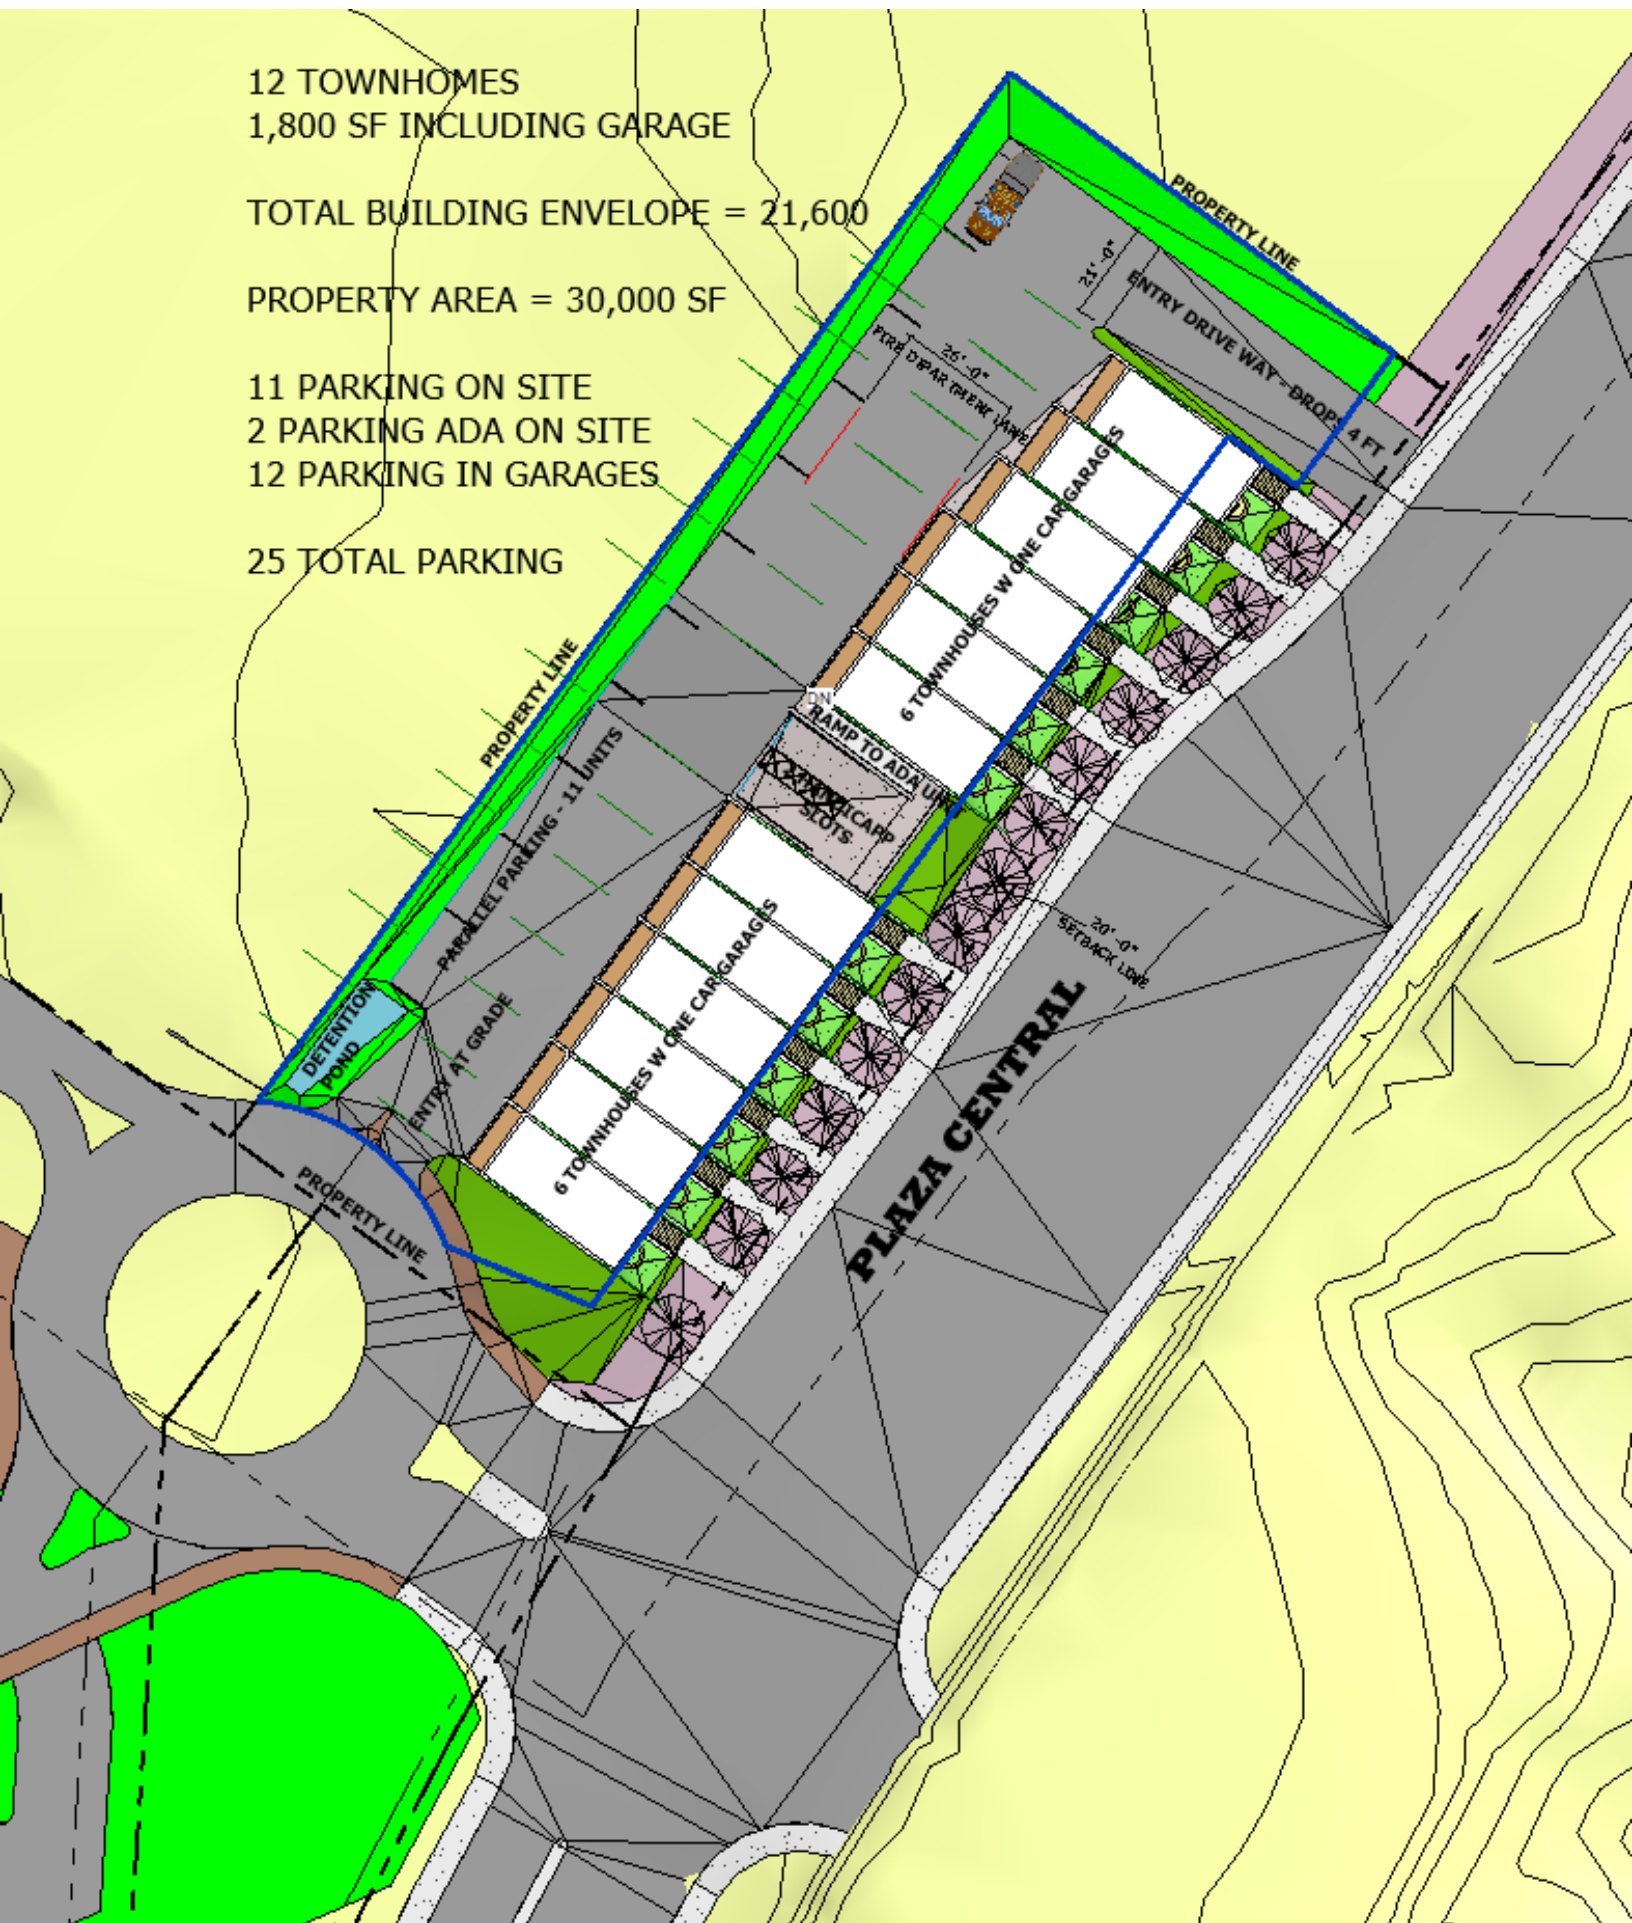 12 TOWNHOMES
1,800 SF INCLUDING GARAGE
TOTAL BUILDING ENVELOPE = 21,600
PROPERTY AREA = 30,000 SF
11 PARKING ON SITE
2 PARKING ADA ON SITE
12 PARKING IN GARAGES
25 TOTAL PARKING
PROPERTY LINE
21'-0"
ENTRY DRIVE WAY - DROPS 4 FT
26'-0"
FIRE DEPARTMENT LANE
6 TOWNHOUSES W ONE CAR GARAGES
PROPERTY LINE
DN
RAMP TO ADA UNIT
SLOTS
PARALLEL PARKING - 11 UNITS
6 TOWNHOUSES W ONE CAR GARAGES
20'-0"
SETBACK LINE
DETENTION
POND
ENTRY AT GRADE
PLAZA CENTRAL
PROPERTY LINE